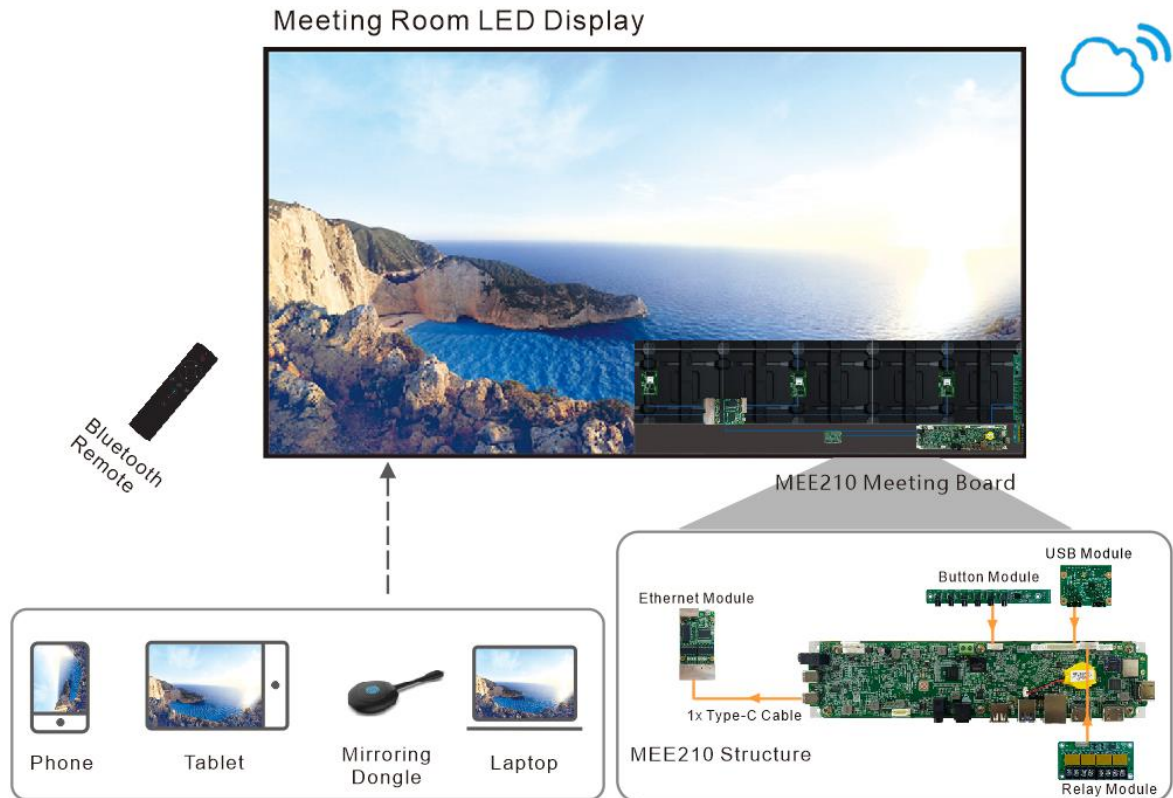 Meeting Room LED Display
Bluetooth
Remote
MEE210 Meeting Board
USB Module
Button Module
Ethernet Module
1x Type-C Cable
MEE210 Structure
Relay Module
Phone
Tablet
Mirroring
Dongle
Laptop